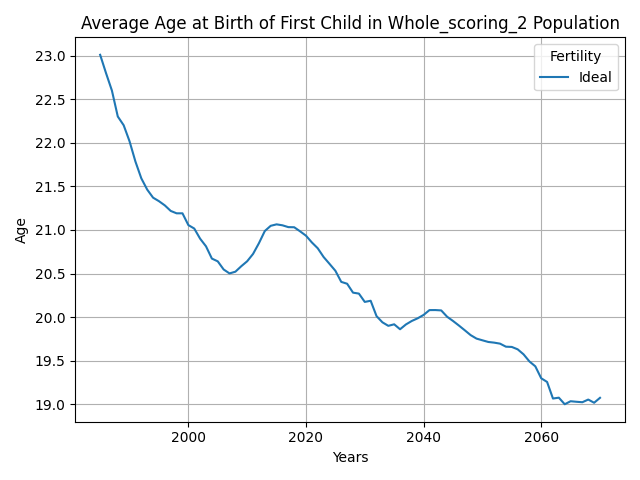 Average Age at Birth of First Child in Whole_scoring_2 Population
Fertility
Ideal
Age
23.0
22.5
22.0
21.5
21.0
20.5
20.0
19.5
19.0
2000
2020
2040
2060
Years